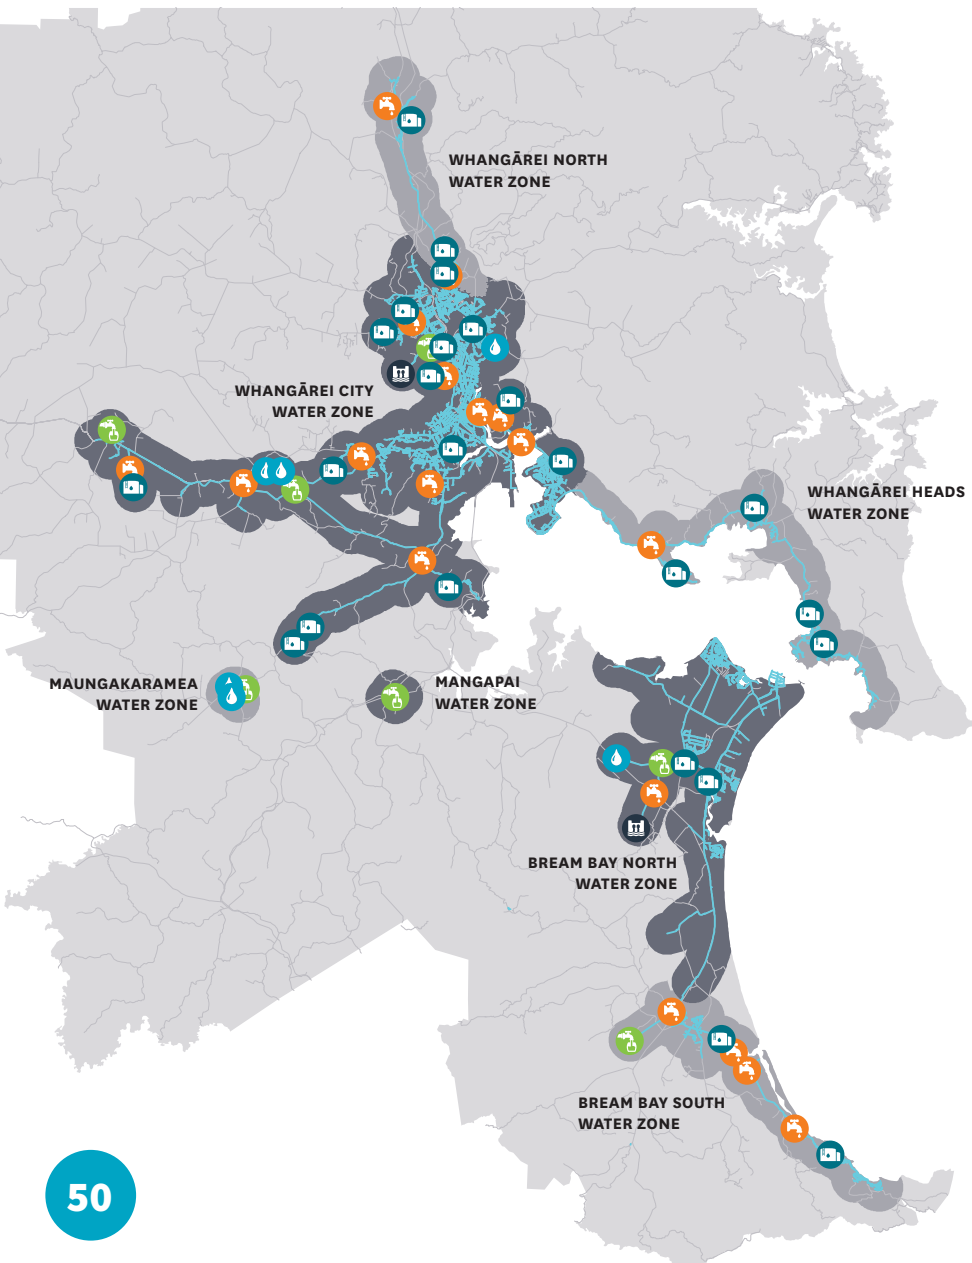 WHANGĀREI NORTH
WATER ZONE
WHANGĀREI CITY
WATER ZONE
WHANGĀREI HEADS
WATER ZONE
MAUNGAKARAMEA
WATER ZONE
MANGAPAI
WATER ZONE
BREAM BAY NORTH
WATER ZONE
BREAM BAY SOUTH
WATER ZONE
50